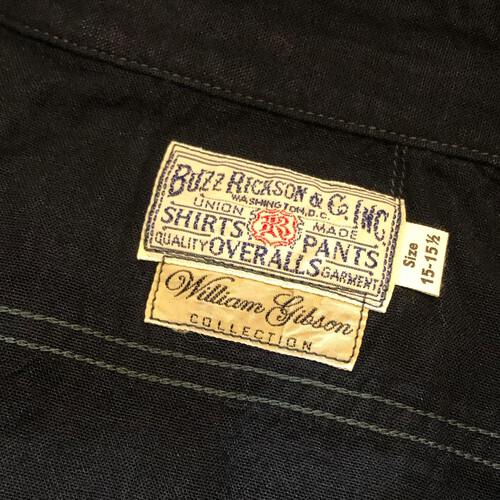 BUZZ RICKSON & CO. INC
WASHINGTON, D.C.
UNION MADE
SHIRTS BR PANTS
QUALITY OVERALLS GARMENT
Size
15-15½
William Gibson
COLLECTION